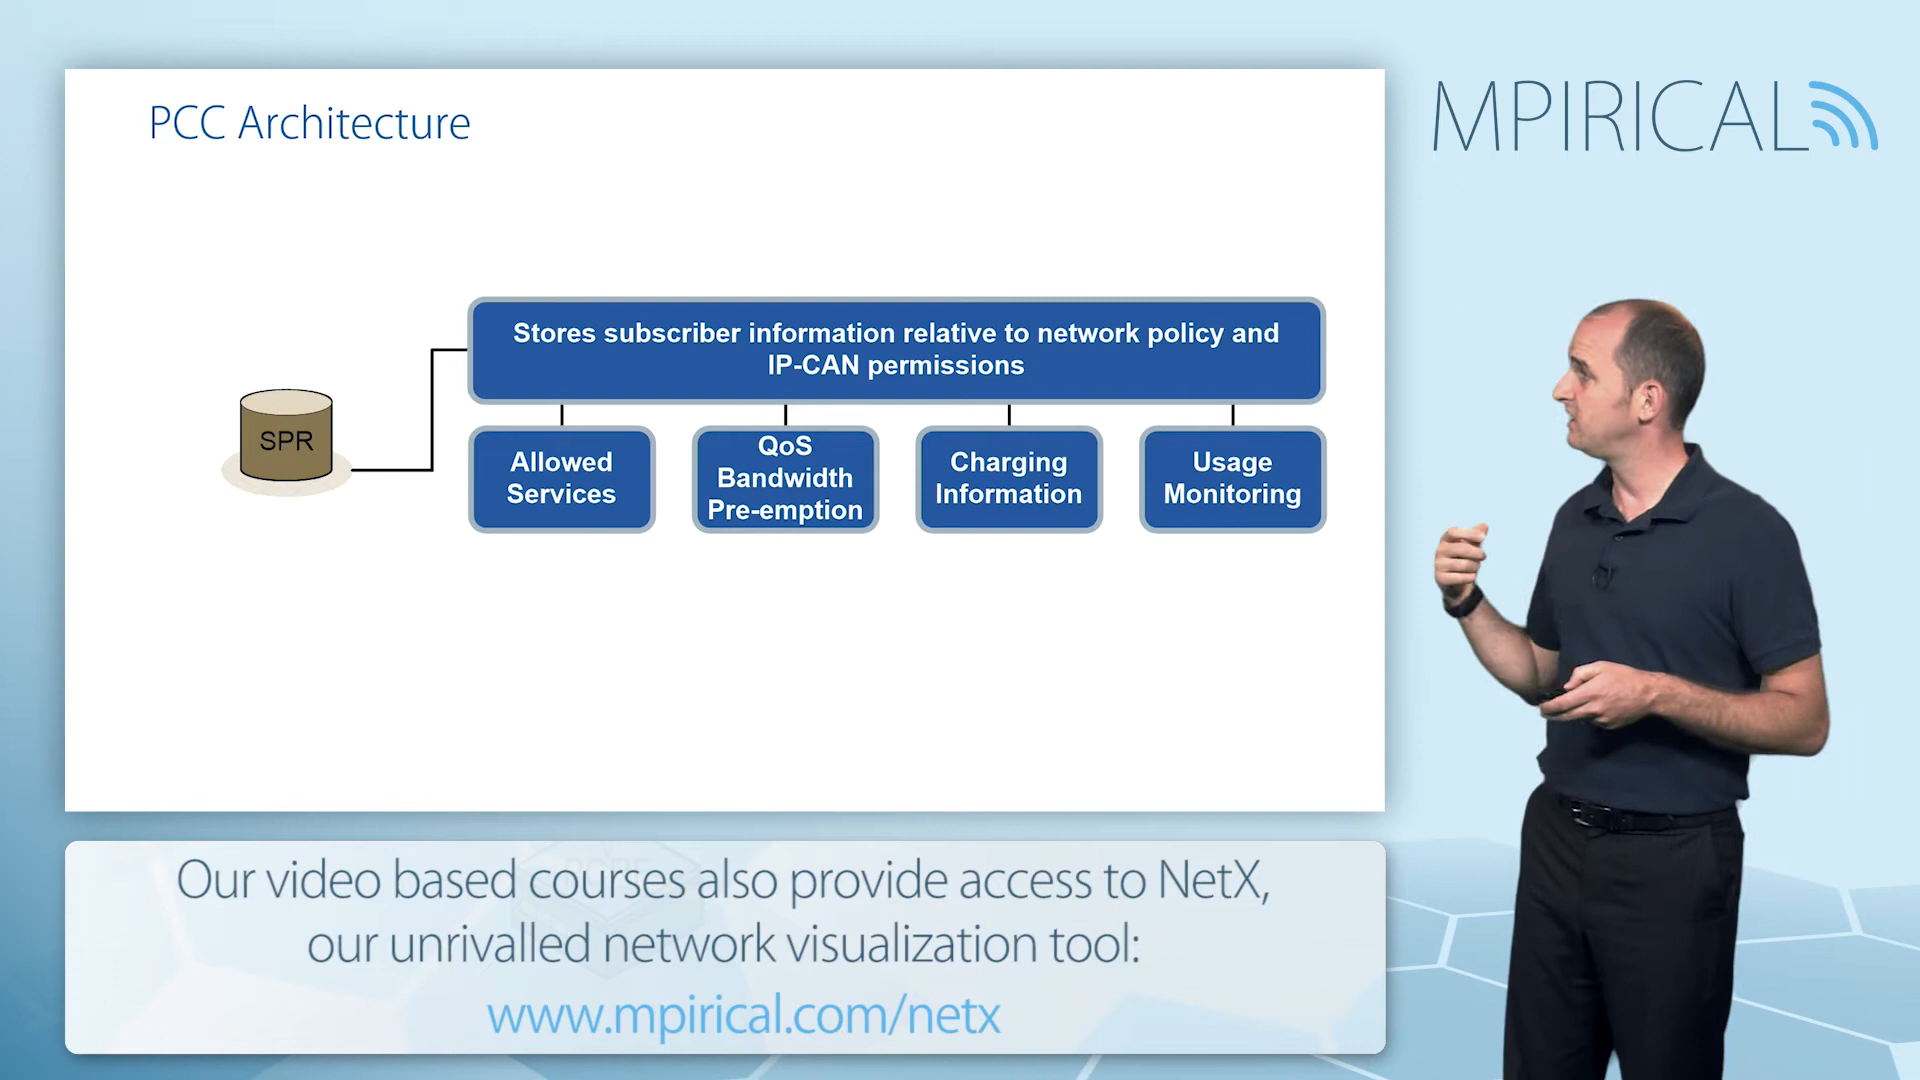 PCC Architecture
MPIRICAL
Stores subscriber information relative to network policy and
IP-CAN permissions
SPR
Allowed
Services
QoS
Bandwidth
Pre-emption
Charging
Information
Usage
Monitoring
Our video based courses also provide access to NetX,
our unrivalled network visualization tool:
www.mpirical.com/netx